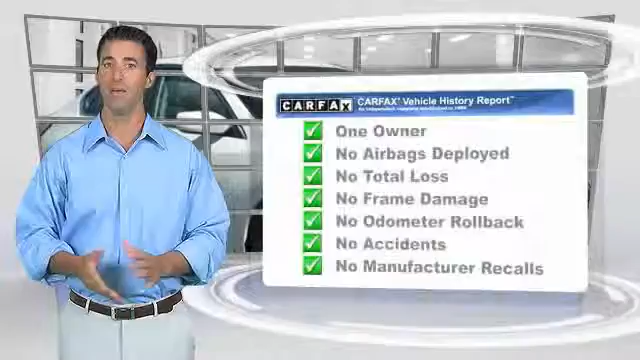 CARFAX CARFAX Vehicle History Report™
One Owner
No Airbags Deployed
No Total Loss
No Frame Damage
No Odometer Rollback
No Accidents
No Manufacturer Recalls